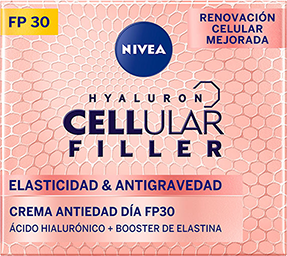 FP 30
RENOVACIÓN
CELULAR
MEJORADA
NIVEA
HYALURON
CELLULAR
FILLER
ELASTICIDAD & ANTIGRAVEDAD
CREMA ANTIEDAD DÍA FP30
ÁCIDO HIALURÓNICO + BOOSTER DE ELASTINA